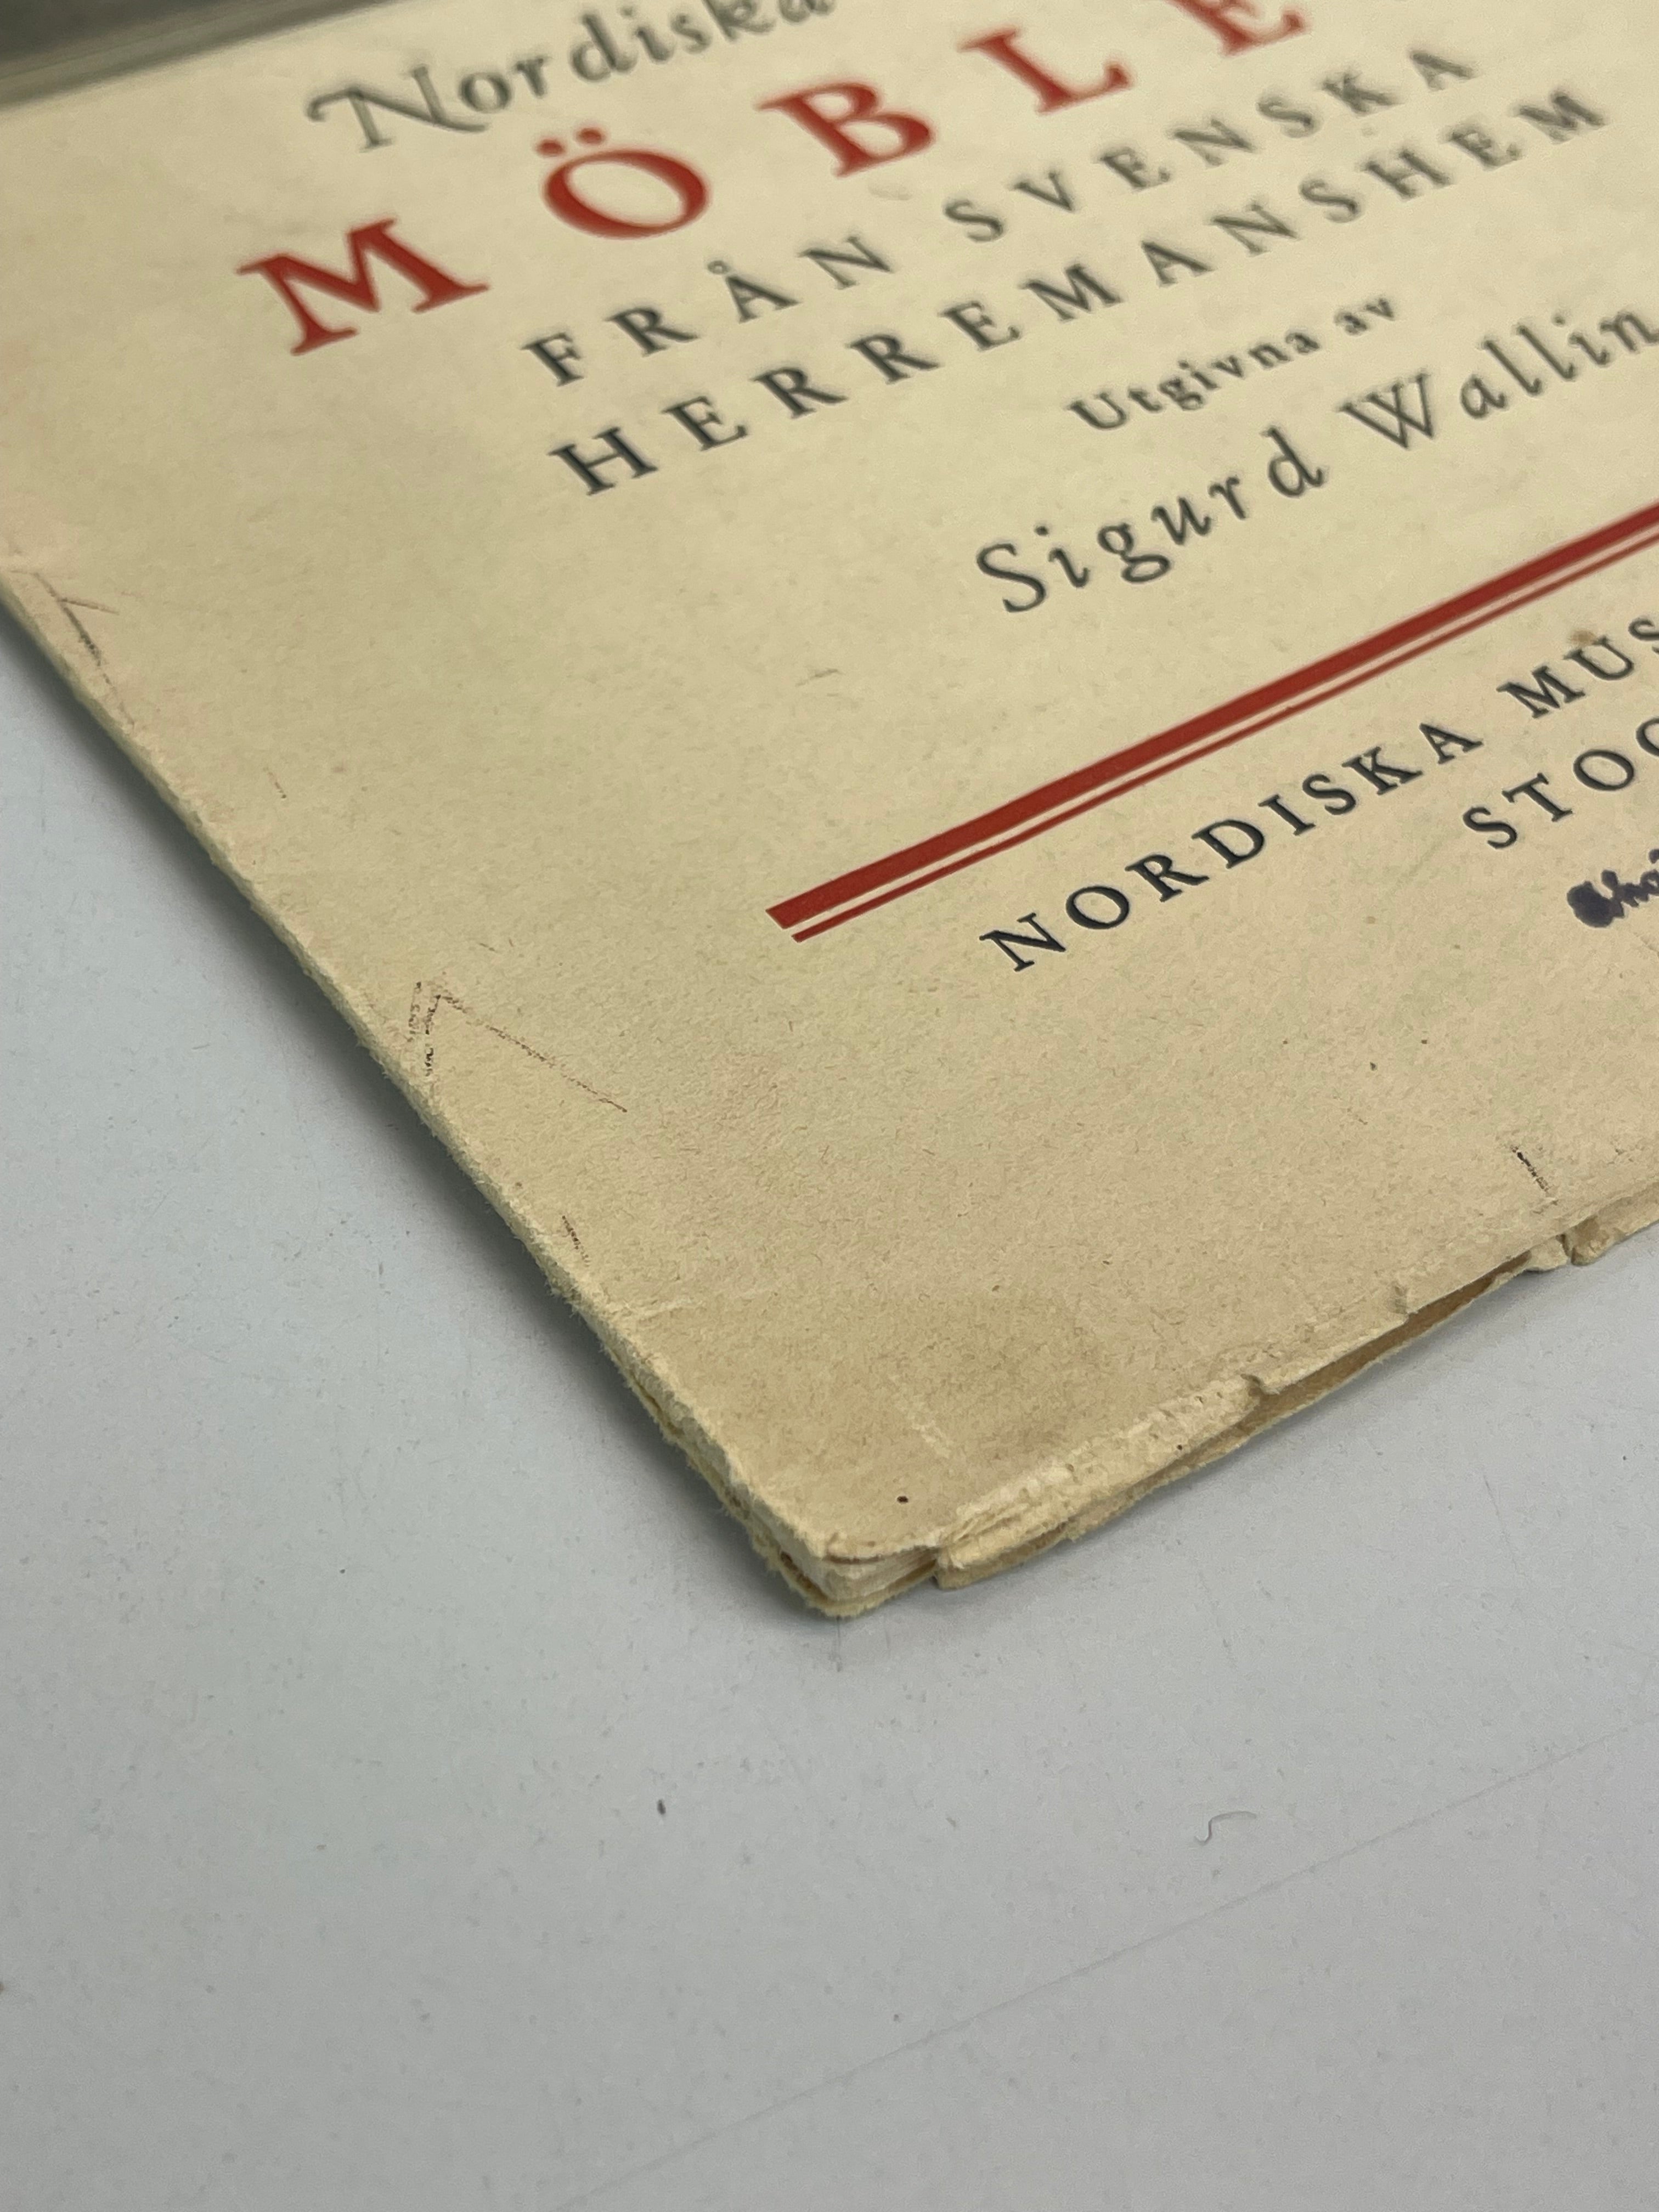 Nordiska
MÖBLE
FRÅN SVENSKA
HERREMANSHEM
Utgivna av
Sigurd Wallin
NORDISKA MUS
STOC